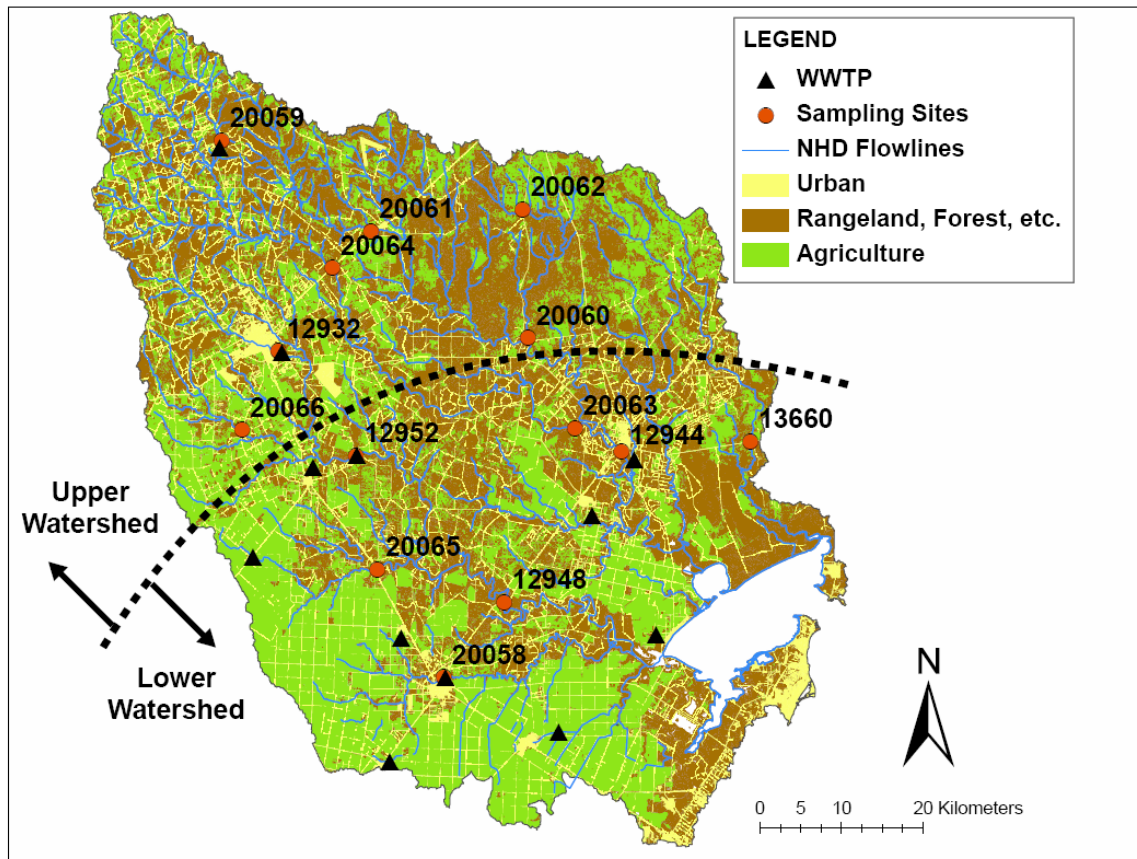 LEGEND
WWTP
Sampling Sites
NHD Flowlines
Urban
Rangeland, Forest, etc.
Agriculture
20059
20062
20061
20064
12932
20060
20066
12952
20063
12944
13660
Upper
Watershed
20065
12948
20058
Lower
Watershed
N
0 5 10 20 Kilometers